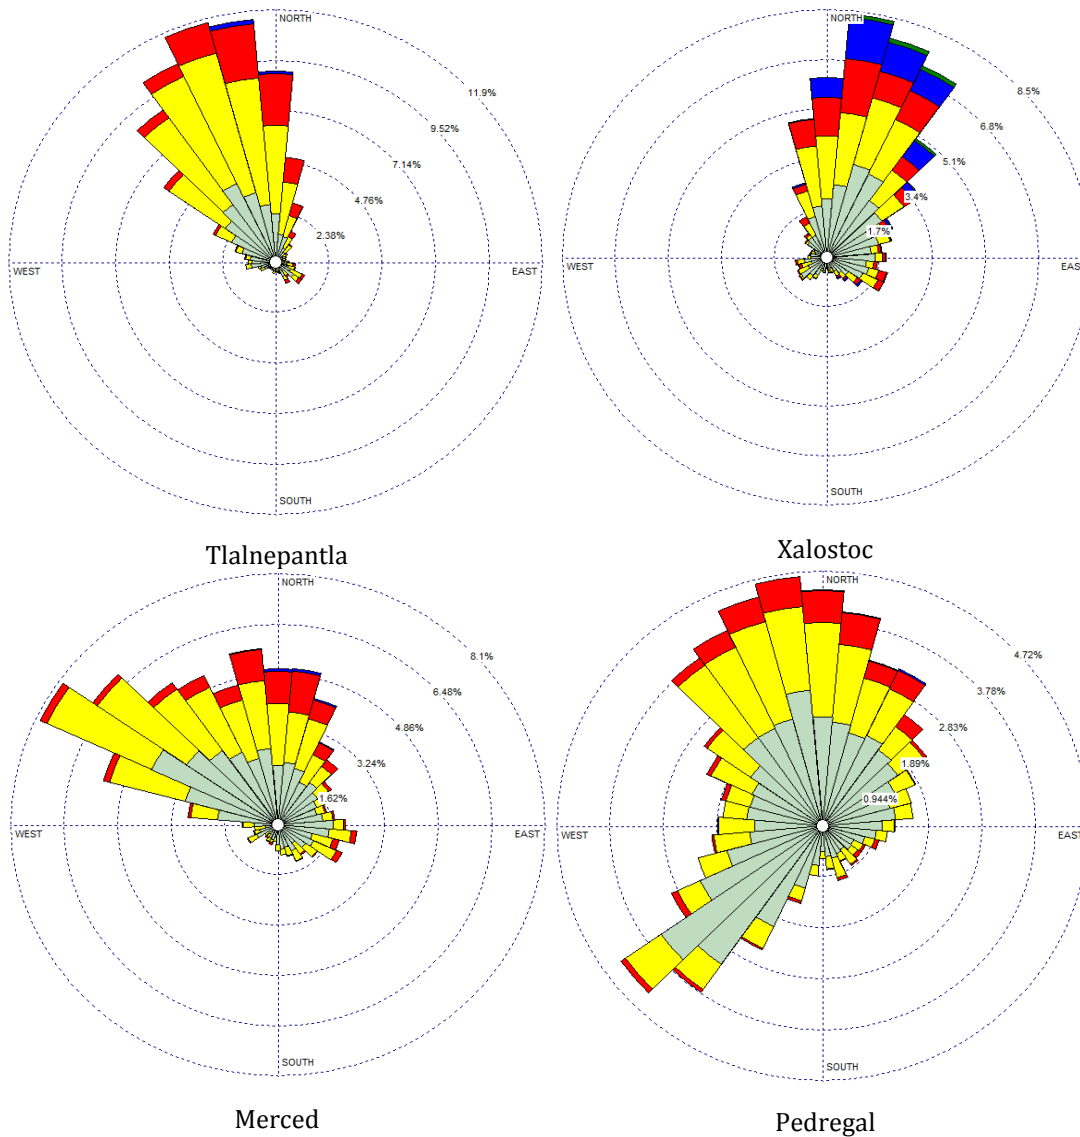 NORTH
11.9%
9.52%
7.14%
4.76%
2.38%
WEST
EAST
SOUTH
Tlalnepantla
NORTH
8.5%
6.8%
5.1%
3.4%
1.7%
WEST
EAS
SOUTH
Xalostoc
NORTH
8.1%
6.48%
4.86%
3.24%
1.62%
WEST
EAST
SOUTH
Merced
NORTH
4.72%
3.78%
2.83%
1.89%
0.944%
WEST
EAS
SOUTH
Pedregal